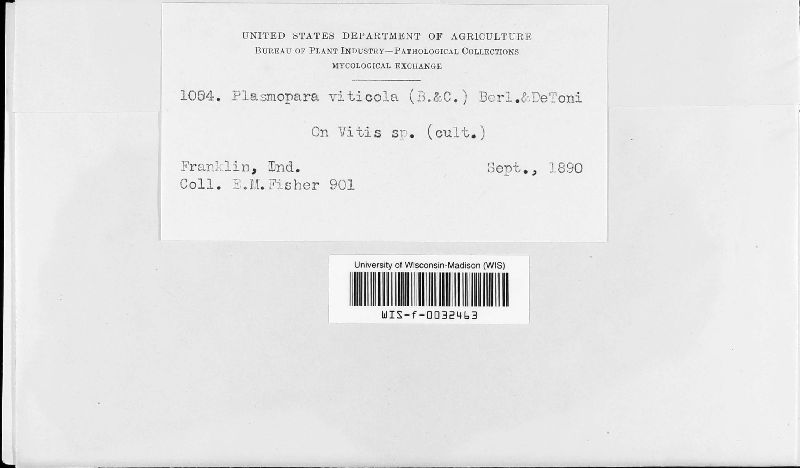 UNITED STATES DEPARTMENT OF AGRICULTURE
BUREAU OF PLANT INDUSTRY—PATHOLOGICAL COLLECTIONS
MYCOLOGICAL EXCHANGE
1054. Plasmopara viticola (B.&C.) Berl.&DeToni
On Vitis sp. (cult.)
Franklin, Ind. Sept., 1890
Coll. E.M.Fisher 901
University of Wisconsin-Madison (WIS)
WIS-f-0032463